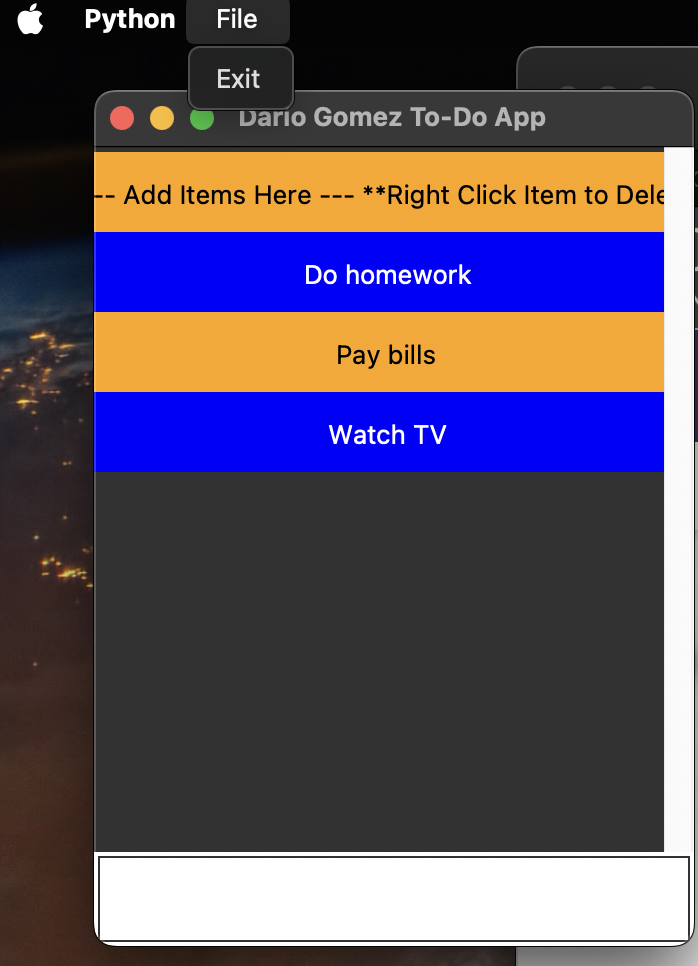 Python File
Exit
Dario Gomez To-Do App
-- Add Items Here --- **Right Click Item to Dele
Do homework
Pay bills
Watch TV